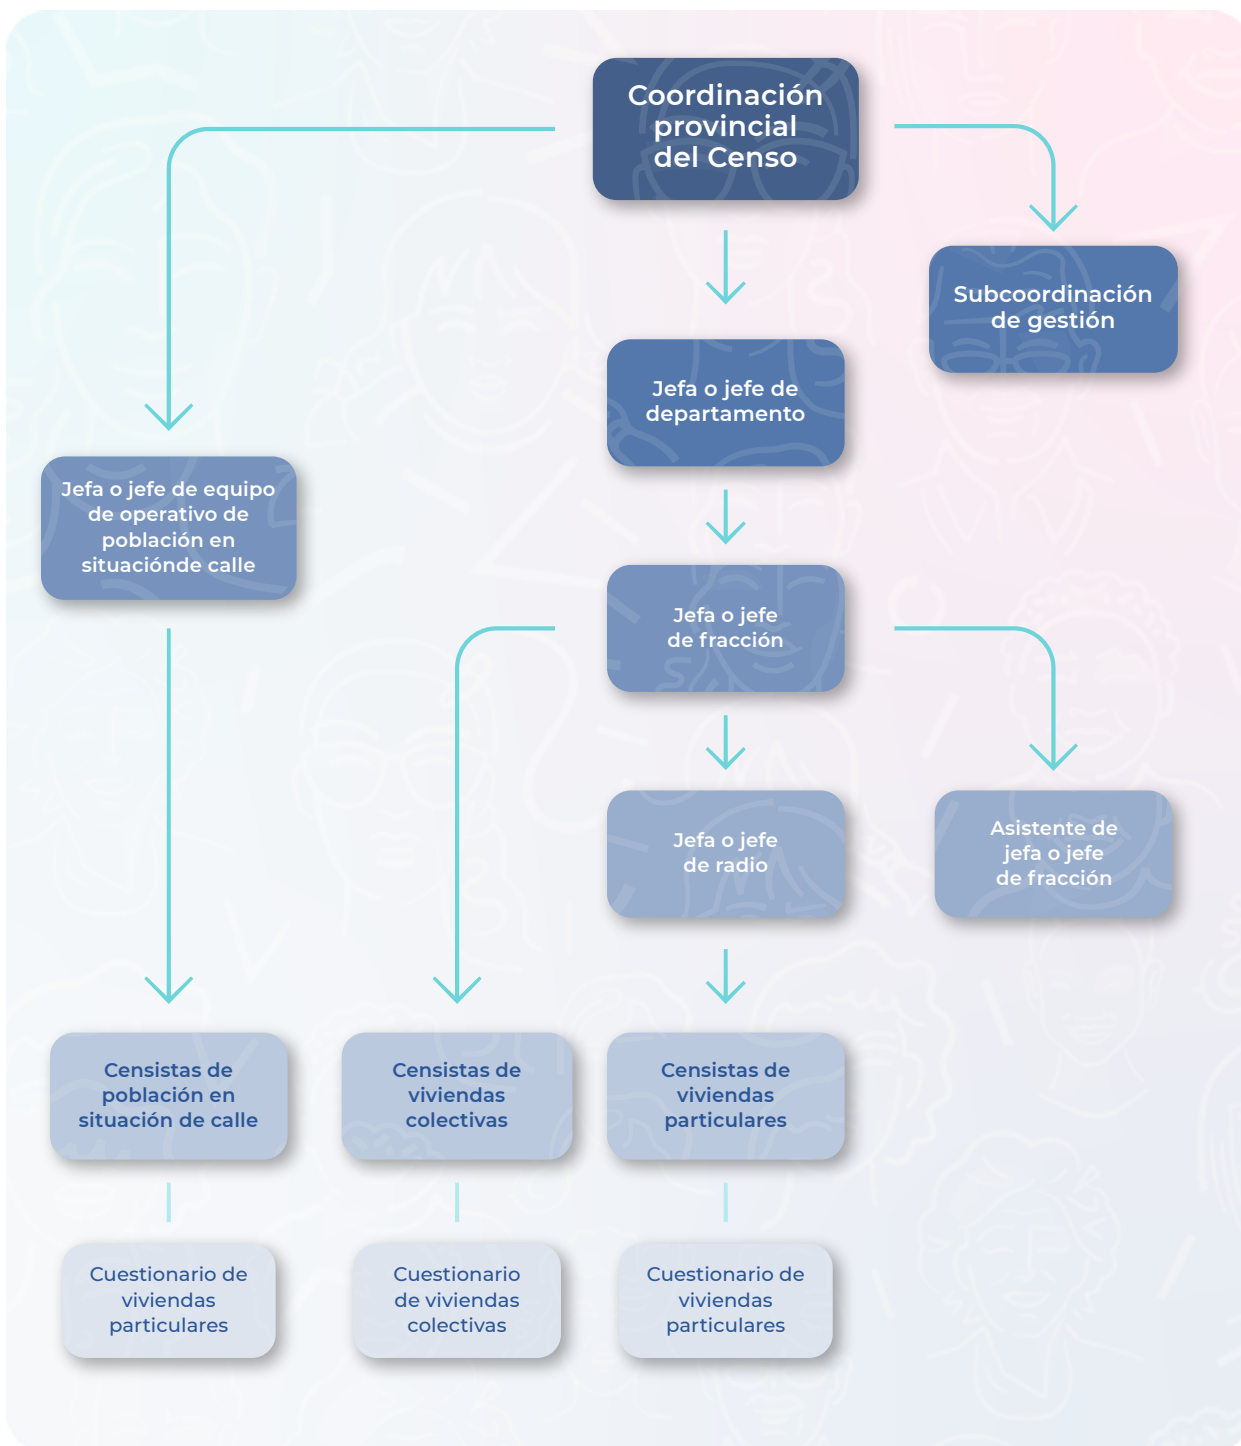 Coordinación
provincial
del Censo
Subcoordinación
de gestión
Jefa o jefe de
departamento
Jefa o jefe de equipo
de operativo de
población en
situaciónde calle
Jefa o jefe
de fracción
Jefa o jefe
de radio
Asistente de
jefa o jefe
de fracción
Censistas de
población en
situación de calle
Censistas de
viviendas
colectivas
Censistas de
viviendas
particulares
Cuestionario de
viviendas
particulares
Cuestionario
de viviendas
colectivas
Cuestionario de
viviendas
particulares